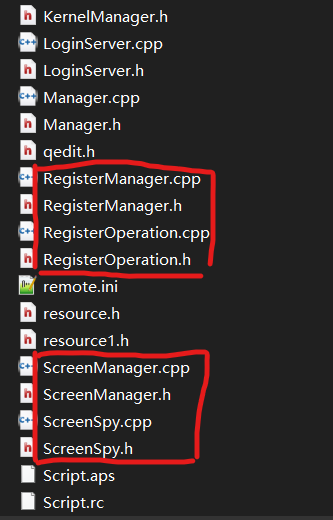 KernelManager.h
LoginServer.cpp
LoginServer.h
Manager.cpp
Manager.h
qedit.h
RegisterManager.cpp
RegisterManager.h
RegisterOperation.cpp
RegisterOperation.h
remote.ini
resource.h
resource1.h
ScreenManager.cpp
ScreenManager.h
ScreenSpy.cpp
ScreenSpy.h
Script.aps
Script.rc